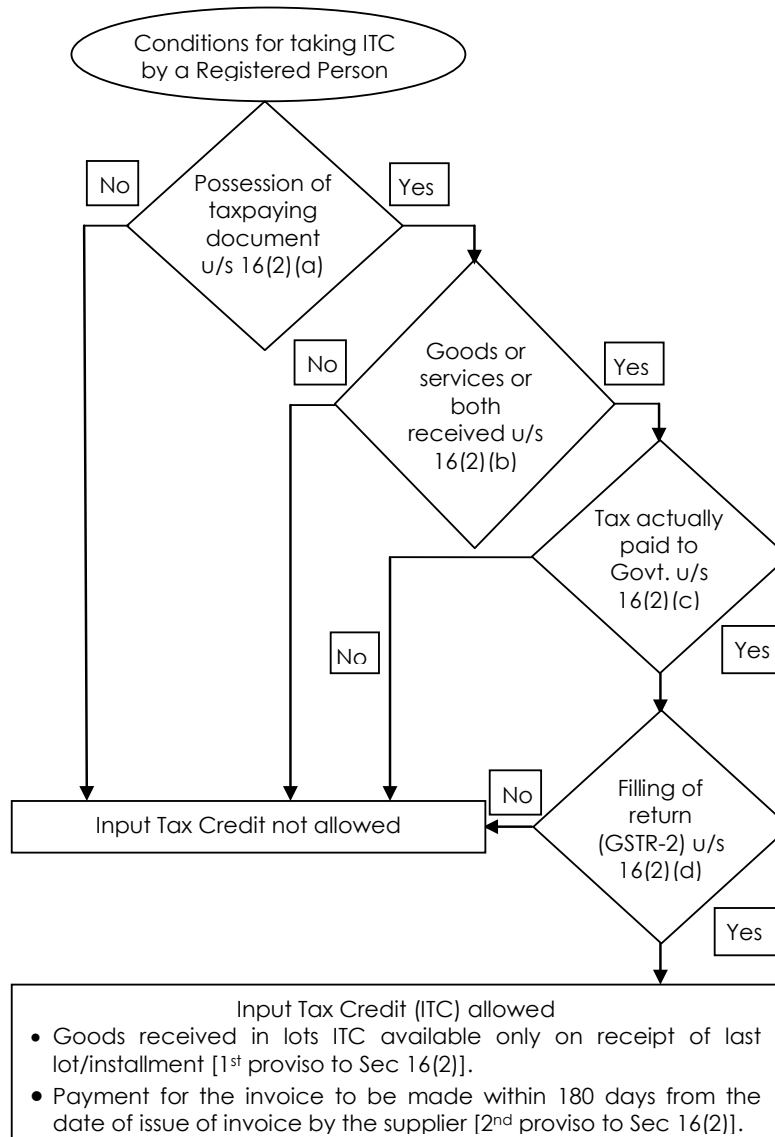 Conditions for taking ITC
by a Registered Person
No
Possession of
taxpaying
document
u/s 16(2)(a)
Yes
No
Goods or
services or
both
received u/s
16(2)(b)
Yes
Tax actually
paid to
Govt. u/s
16(2)(c)
No
Yes
Input Tax Credit not allowed
No
Filling of
return
(GSTR-2) u/s
16(2)(d)
Yes
Input Tax Credit (ITC) allowed
• Goods received in lots ITC available only on receipt of last
lot/installment [1st proviso to Sec 16(2)].
• Payment for the invoice to be made within 180 days from the
date of issue of invoice by the supplier [2nd proviso to Sec 16(2)].